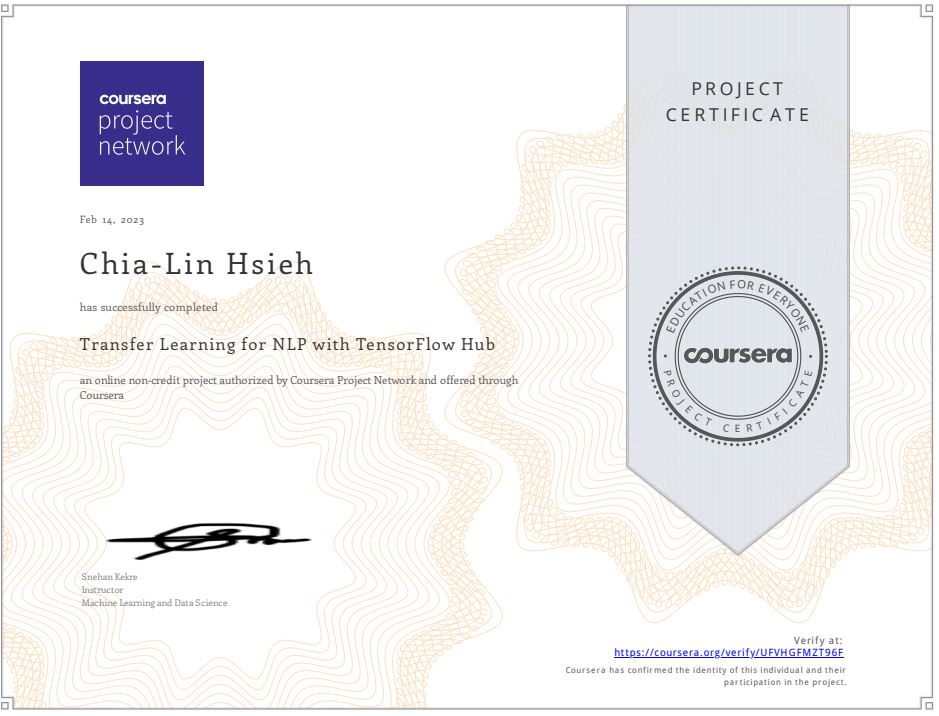 coursera
project
network
PROJECT
CERTIFICATE
Feb 14, 2023
Chia-Lin Hsieh
has successfully completed
Transfer Learning for NLP with TensorFlow Hub
an online non-credit project authorized by Coursera Project Network and offered through
Coursera
EDUCATION FOR EVERYONE
coursera
PROJECT CERTIFICATE
Snehan Kekre
Instructor
Machine Learning and Data Science
Verify at:
https://coursera.org/verify/UFVHGFMZT96F
Coursera has confirmed the identity of this individual and their
participation in the project.